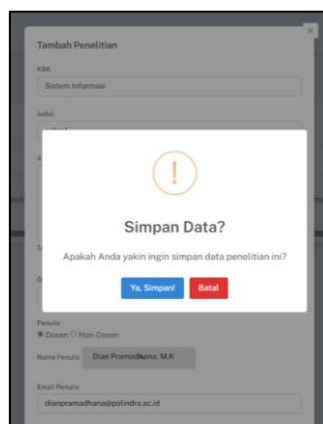 ×
Tambah Penelitian
KBK
Sistem Informasi
Judul
A
!
Simpan Data?
Apakah Anda yakin ingin simpan data penelitian ini?
Ya, Simpan!
Batal
Penulis
Dosen Non-Dosen
Nama Penulis Dian Pramadhana, M.K
Email Penulis
dianpramadhana@polindra.ac.id